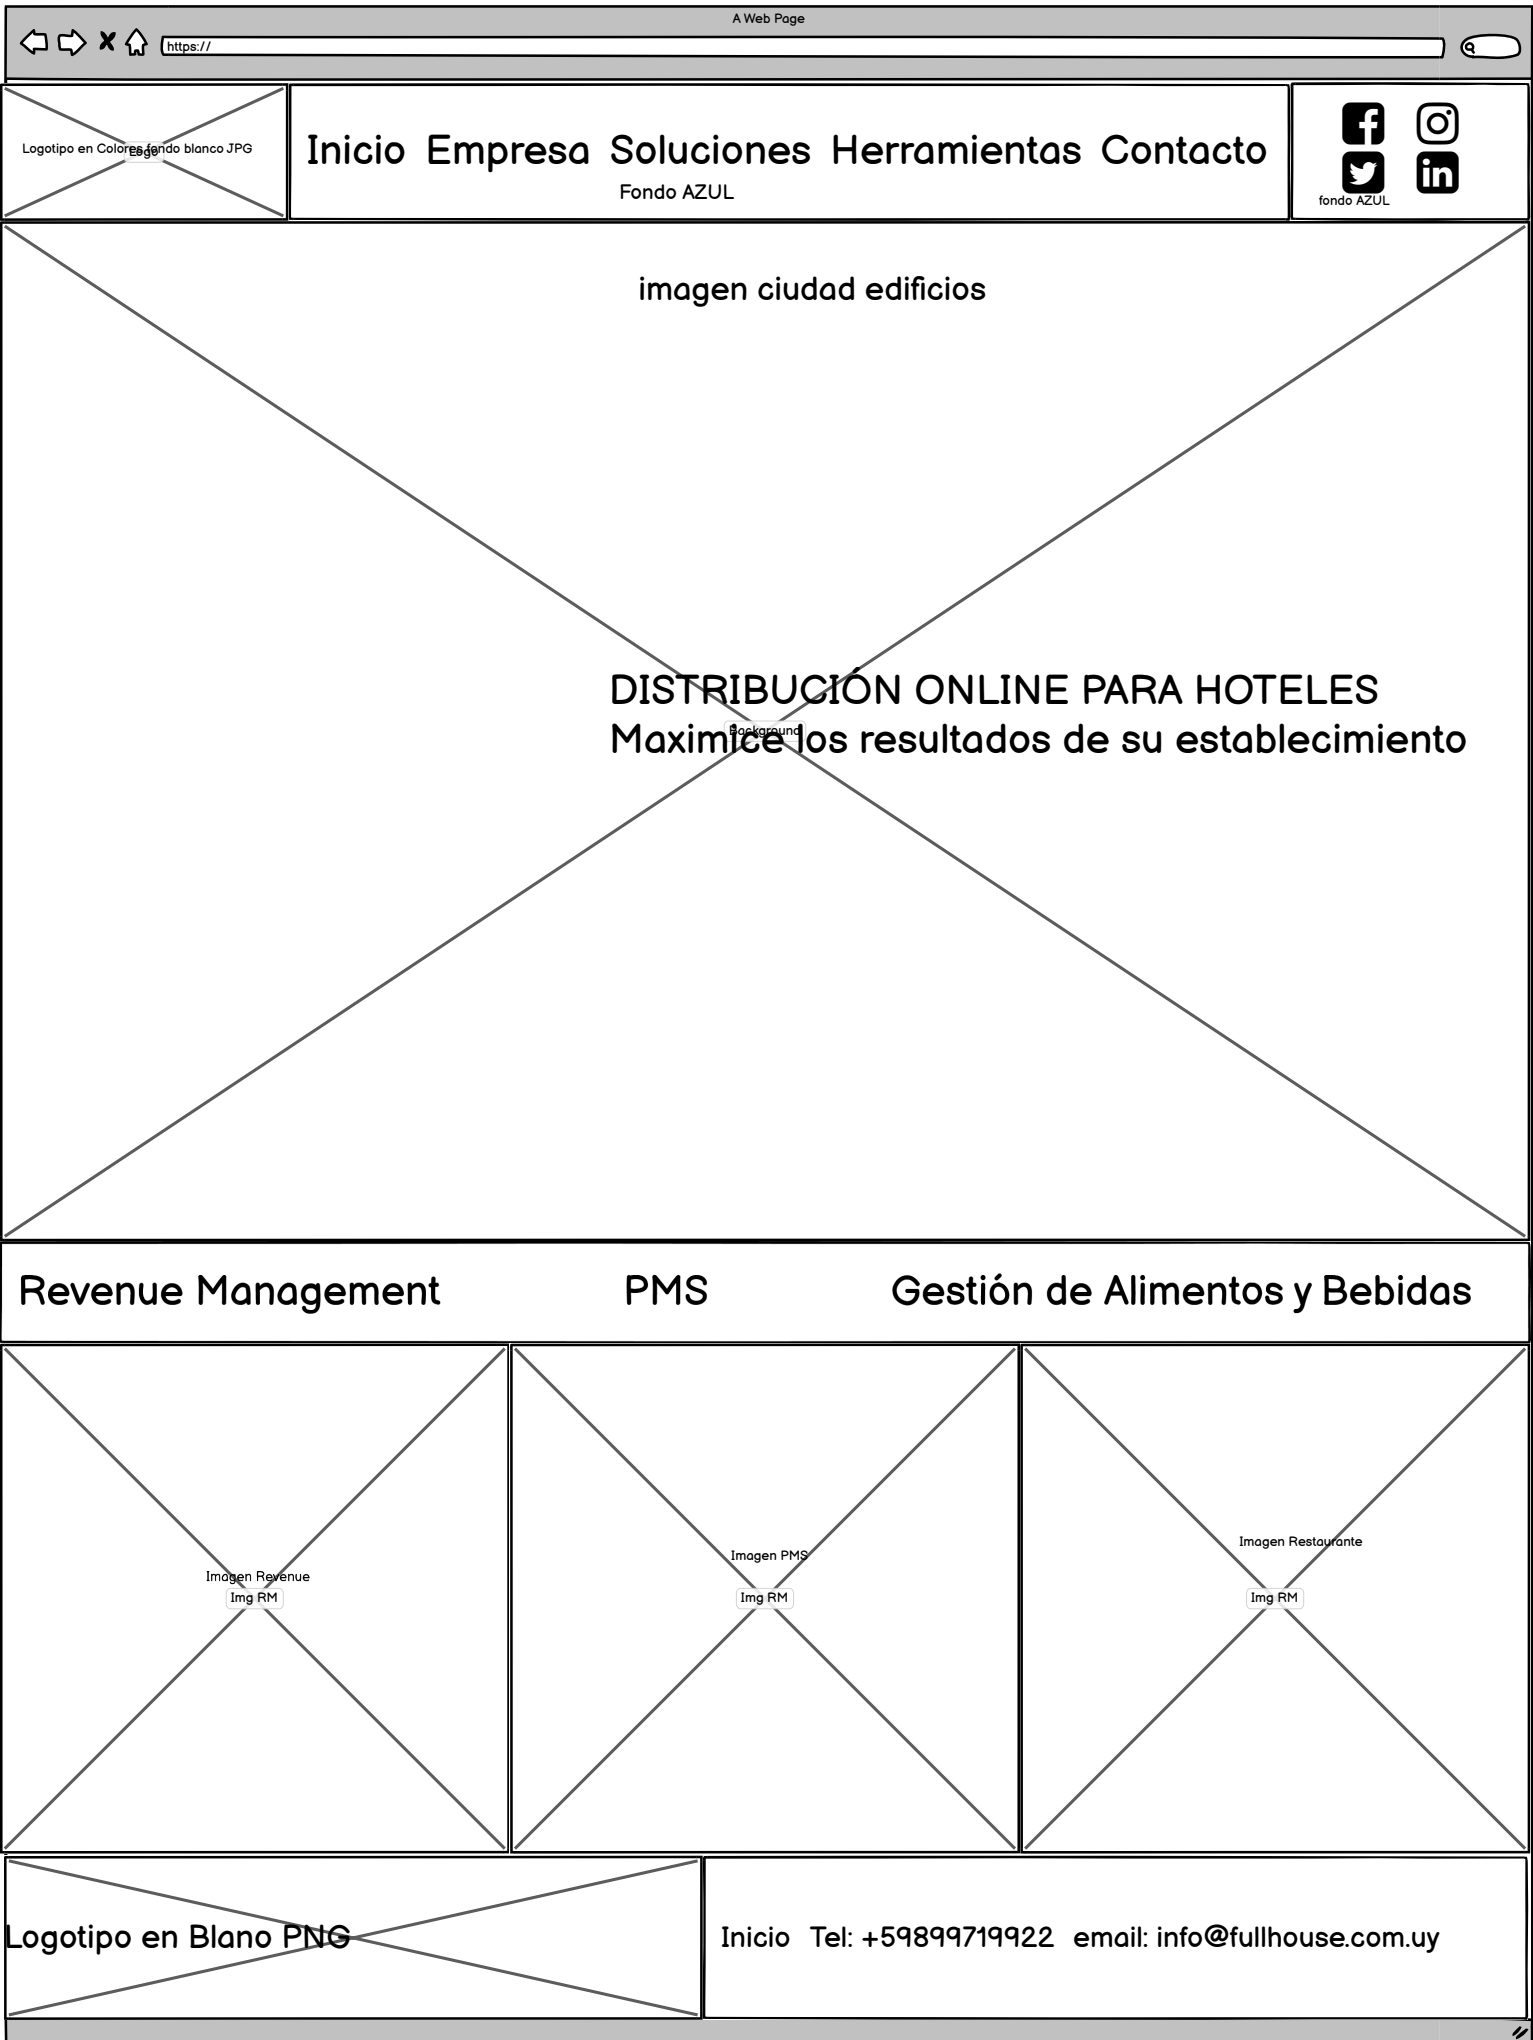 A Web Page
https://
Logotipo en Colores fondo blanco JPG
Logo
Inicio Empresa Soluciones Herramientas Contacto
Fondo AZUL
fondo AZUL
imagen ciudad edificios
DISTRIBUCIÓN ONLINE PARA HOTELES
Background
Maximice los resultados de su establecimiento
Revenue Management PMS Gestión de Alimentos y Bebidas
Imagen Revenue
Img RM
Imagen PMS
Img RM
Imagen Restaurante
Img RM
Logotipo en Blano PNG
Inicio Tel: +59899719922 email: info@fullhouse.com.uy